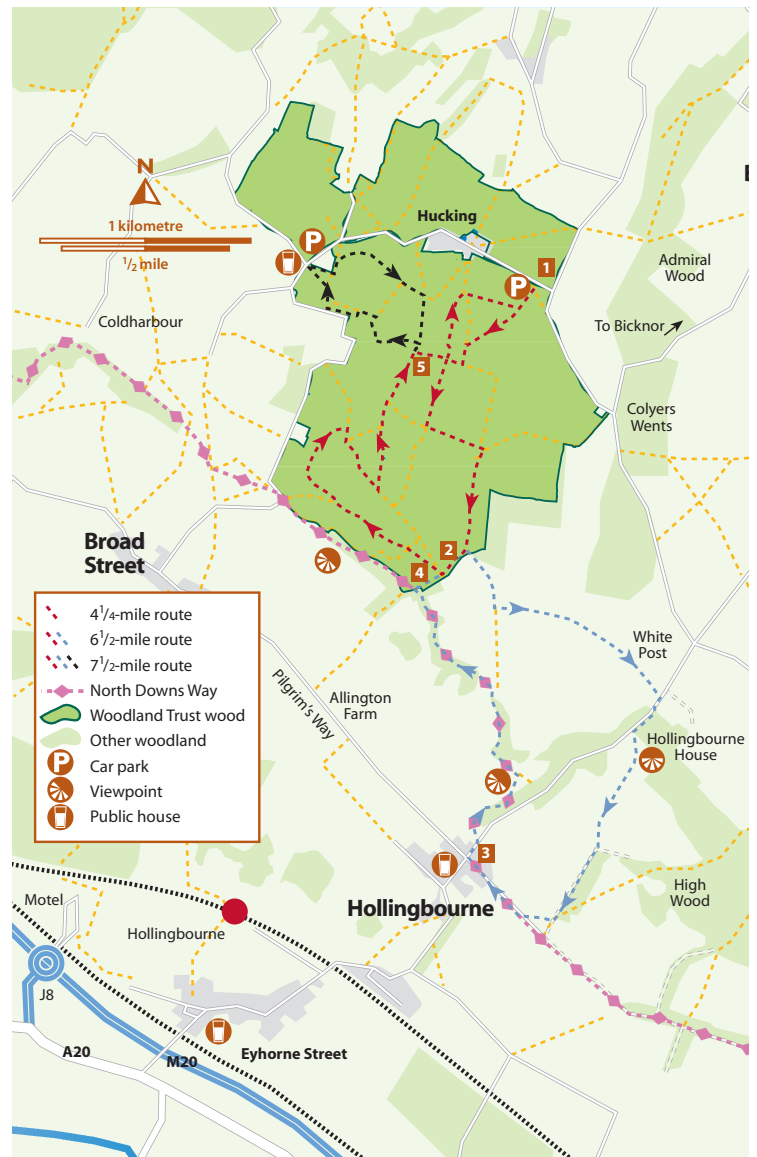 Hucking
N
1 kilometre
1/2 mile
P
P
1
Admiral
Wood
To Bicknor
Coldharbour
5
Colyers
Wents
Broad
Street
2
4
4 1/4-mile route
6 1/2-mile route
7 1/2-mile route
North Downs Way
Woodland Trust wood
Other woodland
P
Car park
Viewpoint
Public house
White
Post
Pilgrim's Way
Allington
Farm
Hollingbourne
House
3
Hollingbourne
High
Wood
Motel
Hollingbourne
J8
Eyhorne Street
A20
M20